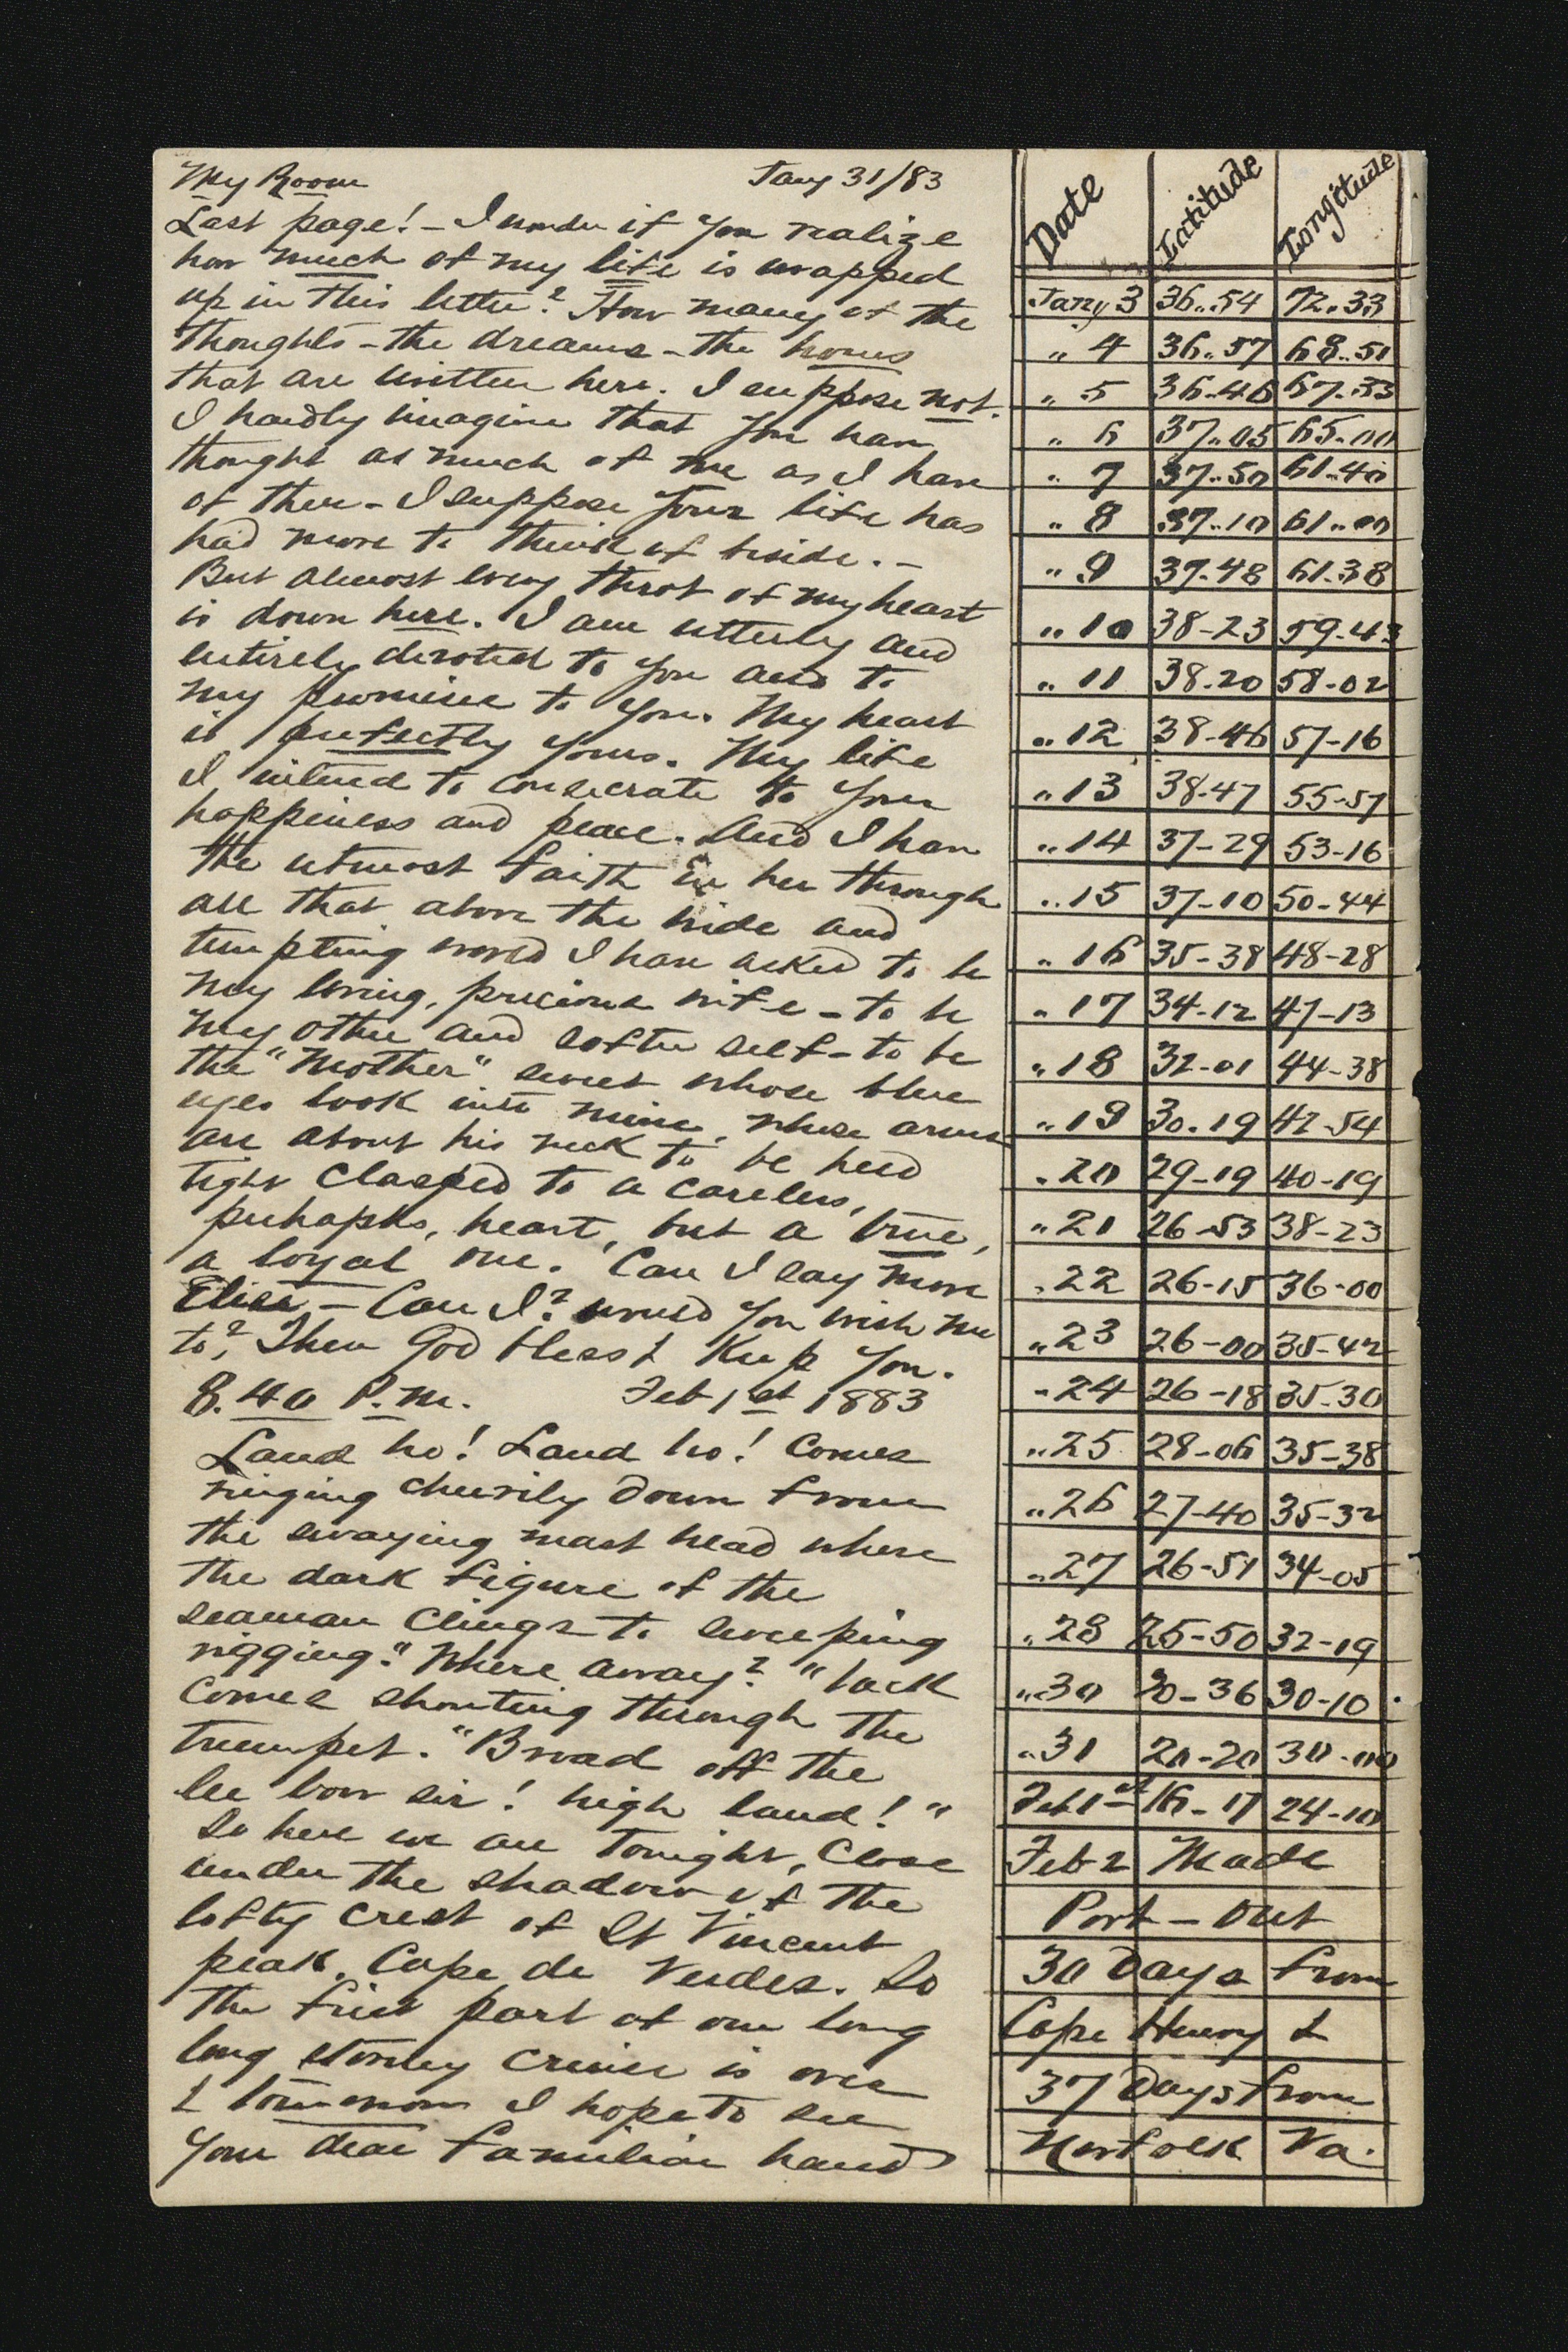 My Room Jany 31/83
Last page! - I wonder if you realize
how much of my life is wrapped
up in this letter? How many of the
thoughts - the dreams - the hours
that are written here. I suppose not.
I hardly imagine that you have
thought as much of me as I have
of thee - I suppose your life has
had more to think of beside. -
But almost every throb of my heart
is down here. I am utterly and
entirely devoted to you and to
my promise to you. My heart
is perfectly yours. My life
I intend to consecrate to your
happiness and peace. And I have
the utmost faith in her through
all that above the wide and
tempting world I have asked to be
my loving, precious wife - to be
my other and softer self - to be
the "Mother" sweet whose blue
eyes look into mine, whose arms
are about his neck to be held
tight clasped to a careless,
perhapss, heart, but a true,
a loyal one. Can I say more
Elisa - Can I? would you wish me
to? Then God bless & Keep you.
8.40 P.M. Feb 1st 1883
Land ho! Land ho! Comes
ringing cheerily down from
the swaying mast head where
the dark figure of the
seaman clings to sweeping
rigging." Where away? "back
comes shouting through the
trumpet. "Broad off the
lee bow sir! high land!"
So here we are tonight, close
under the shadow of the
lofty crest of St Vincent
peak. Cape de Verdes. So
the first part of our long
long stormy cruise is over
& tomorrow I hope to see
your dear familiar hand
Date Latitude Longitude
Jany 3 36..54 72.33
" 4 36..57 68..51
" 5 36-46 67-33
" 6 37..05 65-00
" 7 37..50 61..40
" 8 37..10 61..00
" 9 37-48 61-38
" 10 38-23 59-43
" 11 38-20 58-02
" 12 38-46 57-16
" 13 38-47 55-57
" 14 37-29 53-16
" 15 37-10 50-44
" 16 35-38 48-28
" 17 34-12 47-13
" 18 32-01 44-38
" 19 30-19 42-54
" 20 29-19 40-19
" 21 26-53 38-23
" 22 26-15 36-00
" 23 26-00 35-42
" 24 26-18 35-30
" 25 28-06 35-38
" 26 27-40 35-32
" 27 26-51 34-05
" 28 25-50 32-19
" 30 20-36 30-10
" 31 20-20 30-00
Feb 1st 16-17 24-10
Feb 2 Made
Port - Out
30 Days from
Cape Henry &
37 Days from
Norfolk Va.